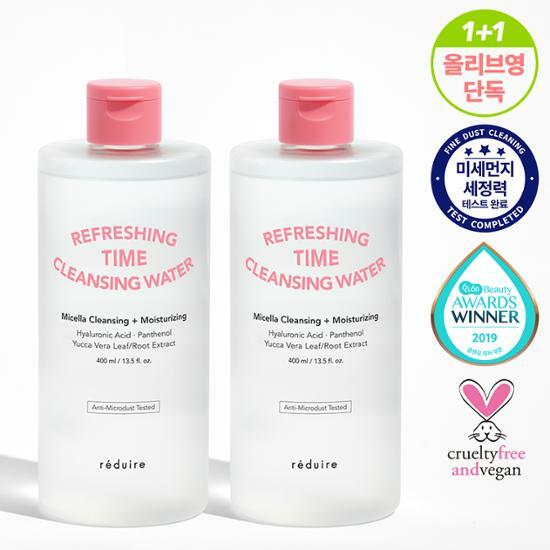 REFRESHING
TIME
CLEANSING WATER
Micella Cleansing + Moisturizing
Hyaluronic Acid · Panthenol
Yucca Vera Leaf/Root Extract
400 ml / 13.5 fl. oz.
Anti-Microdust Tested
réduire
REFRESHING
TIME
CLEANSING WATER
Micella Cleansing + Moisturizing
Hyaluronic Acid · Panthenol
Yucca Vera Leaf/Root Extract
400 ml / 13.5 fl. oz.
Anti-Microdust Tested
réduire
1+1
올리브영
단독
FINE DUST CLEANING
미세먼지
세정력
테스트 완료
TEST COMPLETED
Beauty
AWARDS
WINNER
2019
crueltyfree
andvegan